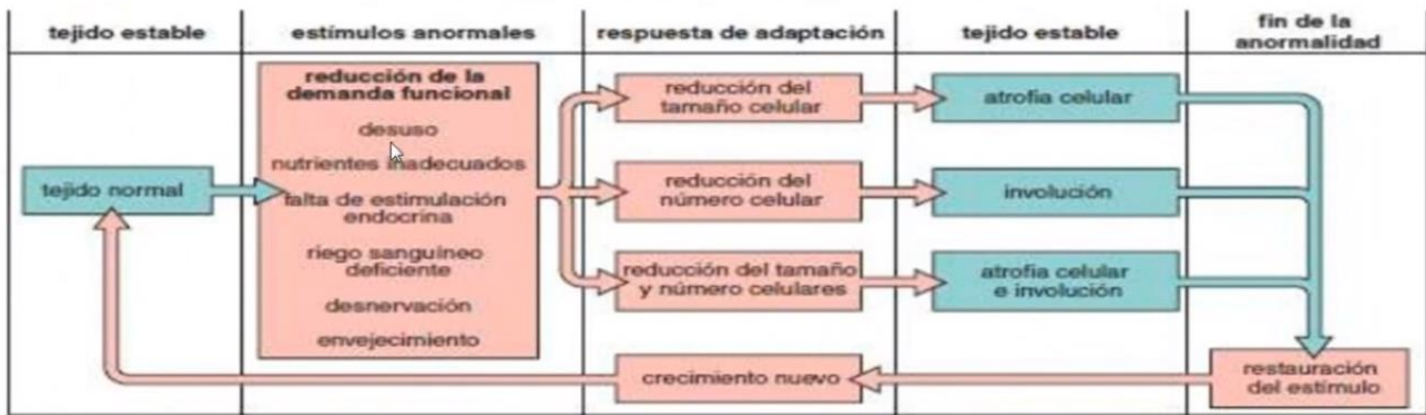 tejido estable
estímulos anormales
respuesta de adaptación
tejido estable
fin de la
anormalidad
tejido normal
reducción de la
demanda funcional
desuso
nutrientes inadecuados
falta de estimulación
endocrina
riego sanguíneo
deficiente
desnervación
envejecimiento
reducción del
tamaño celular
reducción del
número celular
reducción del tamaño
y número celulares
crecimiento nuevo
atrofia celular
involución
atrofia celular
e involución
restauración
del estímulo